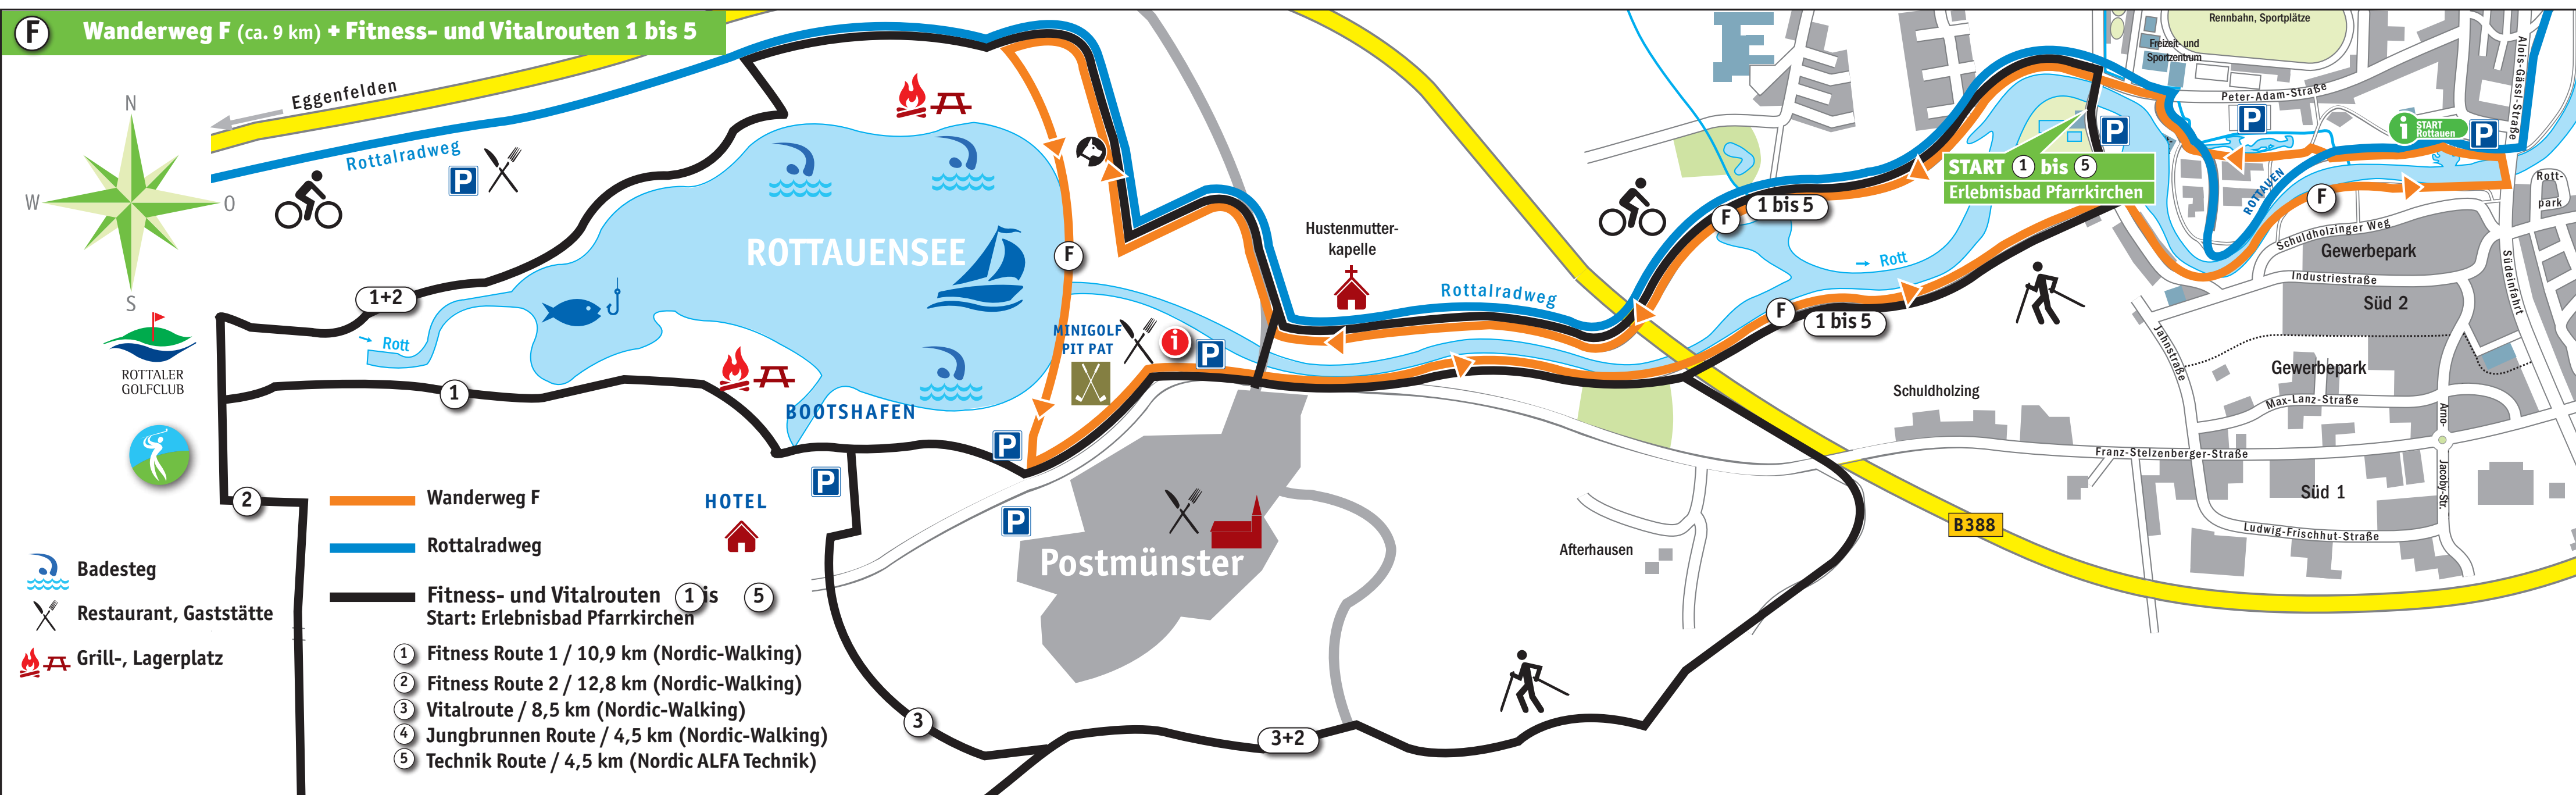 F Wanderweg F (ca. 9 km) + Fitness- und Vitalrouten 1 bis 5
Eggenfelden
Rottalradweg
P
N
W
O
S
ROTTALER
GOLFCLUB
1+2
Rott
1
2
ROTTAUENSEE
BOOTSHAFEN
F
MINIGOLF
PIT PAT
i
P
P
P
P
HOTEL
Postmünster
3
3+2
Hustenmutter-
kapelle
Rottalradweg
F
1 bis 5
Rott
F
1 bis 5
START 1 bis 5
Erlebnisbad Pfarrkirchen
P
Rennbahn, Sportplätze
Freizeit- und
Sportzentrum
Peter-Adam-Straße
P
i START
Rottauen
P
Alois-Gässl-Straße
ROTTAUEN
F
Rott-
park
Schuldholzinger Weg
Gewerbepark
Industriestraße
Süd 2
Südeinfahrt
Jahnstraße
Gewerbepark
Max-Lanz-Straße
Arno-
Jacoby-Str.
Schuldholzing
Franz-Stelzenberger-Straße
Süd 1
Ludwig-Frischhut-Straße
B388
Afterhausen
Badesteg
Restaurant, Gaststätte
Grill-, Lagerplatz
Wanderweg F
Rottalradweg
Fitness- und Vitalrouten 1 is 5
Start: Erlebnisbad Pfarrkirchen
1 Fitness Route 1 / 10,9 km (Nordic-Walking)
2 Fitness Route 2 / 12,8 km (Nordic-Walking)
3 Vitalroute / 8,5 km (Nordic-Walking)
4 Jungbrunnen Route / 4,5 km (Nordic-Walking)
5 Technik Route / 4,5 km (Nordic ALFA Technik)